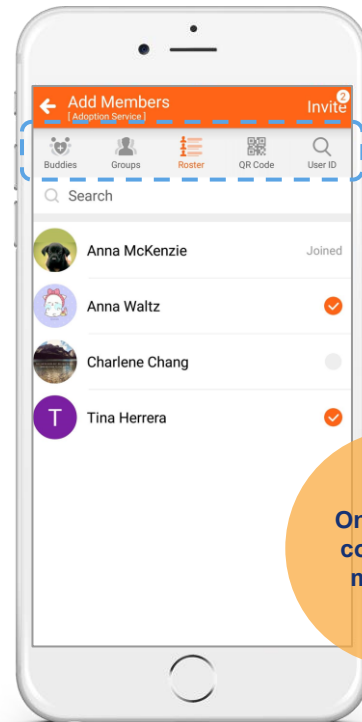 Add Members
[ Adoption Service ]
Invite
2
Buddies
Groups
Roster
QR Code
User ID
Search
Anna McKenzie
Joined
Anna Waltz
Charlene Chang
T
Tina Herrera